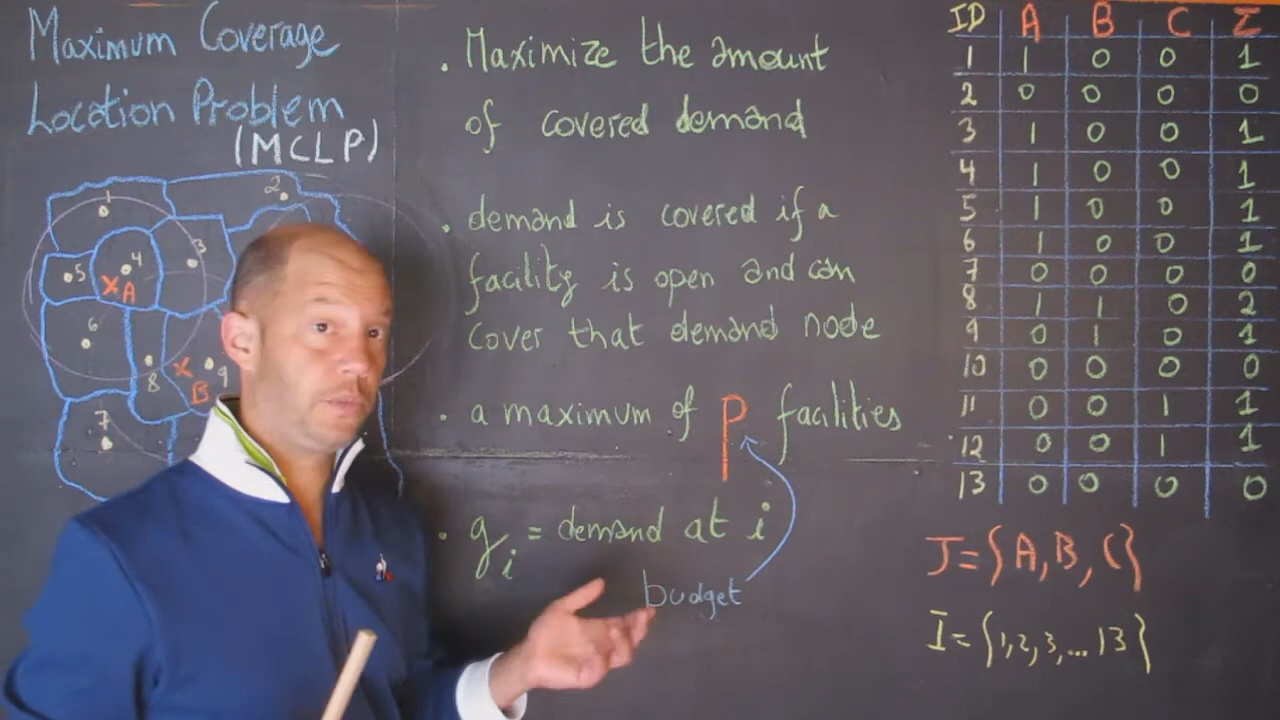 Maximum Coverage
Location Problem
(MCLP)
1
2
3
4
5
6
7
8
9
X A
X B
. Maximize the amount
of covered demand
. demand is covered if a
facility is open and can
cover that demand node
. a maximum of P facilities
. gi = demand at i
budget
ID A B C Σ
1 1 0 0 1
2 0 0 0 0
3 1 0 0 1
4 1 0 0 1
5 1 0 0 1
6 1 0 0 1
7 0 0 0 0
8 1 1 0 2
9 0 1 0 1
10 0 0 0 0
11 0 0 1 1
12 0 0 1 1
13 0 0 0 0
J={A,B,C}
I={1,2,3,...13}